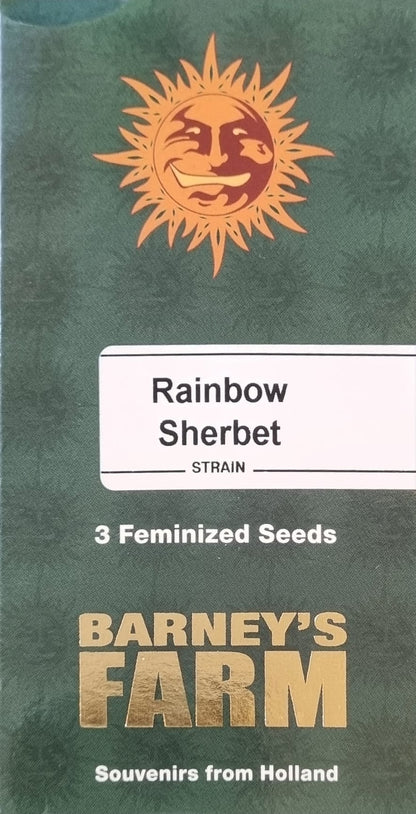 Rainbow
Sherbet
STRAIN
3 Feminized Seeds
BARNEY'S
FARM
Souvenirs from Holland